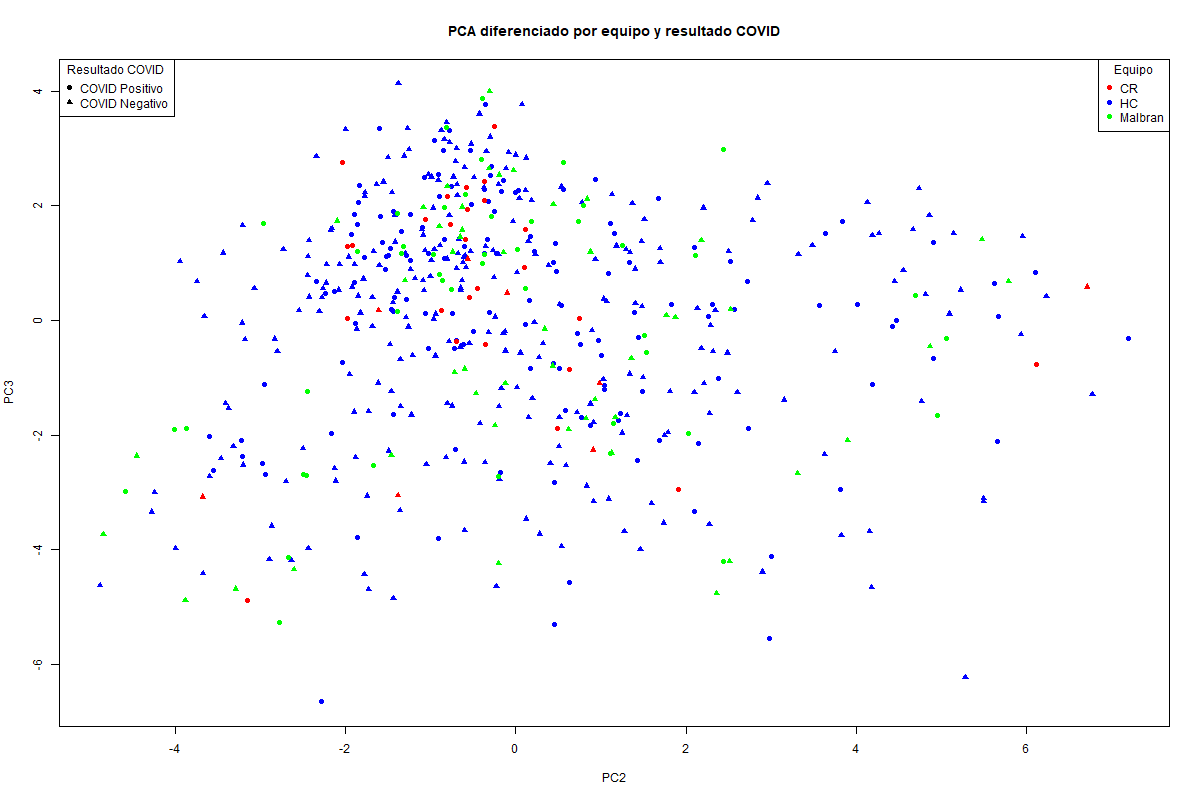 PCA diferenciado por equipo y resultado COVID
Resultado COVID
COVID Positivo
COVID Negativo
Equipo
CR
HC
Malbran
4
2
0
-2
-4
-6
PC3
-4
-2
0
2
4
6
PC2